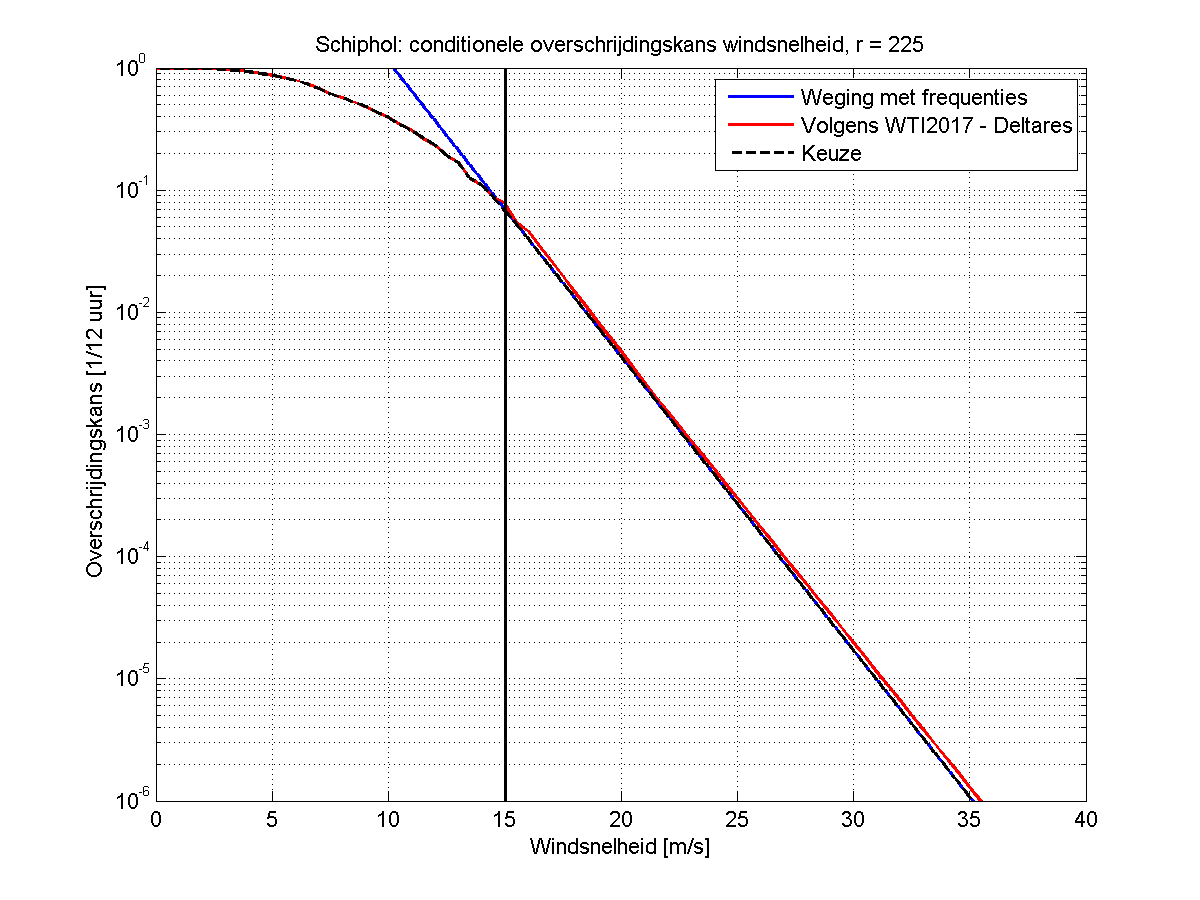 Schiphol: conditionele overschrijdingskans windsnelheid, r = 225
Weging met frequenties
Volgens WTI2017 - Deltares
Keuze
Overschrijdingskans [1/12 uur]
10^0
10^-1
10^-2
10^-3
10^-4
10^-5
10^-6
0 5 10 15 20 25 30 35 40
Windsnelheid [m/s]